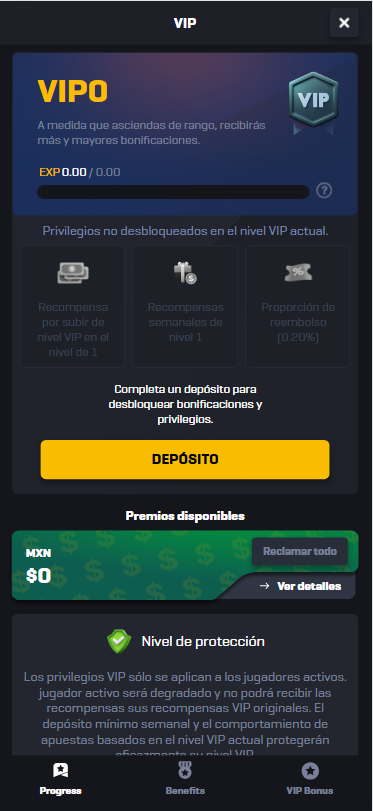 VIP
VIP0
VIP
A medida que asciendas de rango, recibirás
más y mayores bonificaciones.
EXP 0.00 / 0.00
?
Privilegios no desbloqueados en el nivel VIP actual.
Recompensa
por subir de
nivel VIP en el
nivel de 1
Recompensas
semanales de
nivel 1
Proporción de
reembolso
(0.20%)
Completa un depósito para
desbloquear bonificaciones y
privilegios.
DEPÓSITO
Premios disponibles
MXN
$0
Reclamar todo
→ Ver detalles
Nivel de protección
Los privilegios VIP sólo se aplican a los jugadores activos.
jugador activo será degradado y no podrá recibir las
recompensas sus recompensas VIP originales. El
depósito mínimo semanal y el comportamiento de
apuestas basados en el nivel VIP actual protegerán
eficazmente su nivel VIP.
Progress
Benefits
VIP Bonus